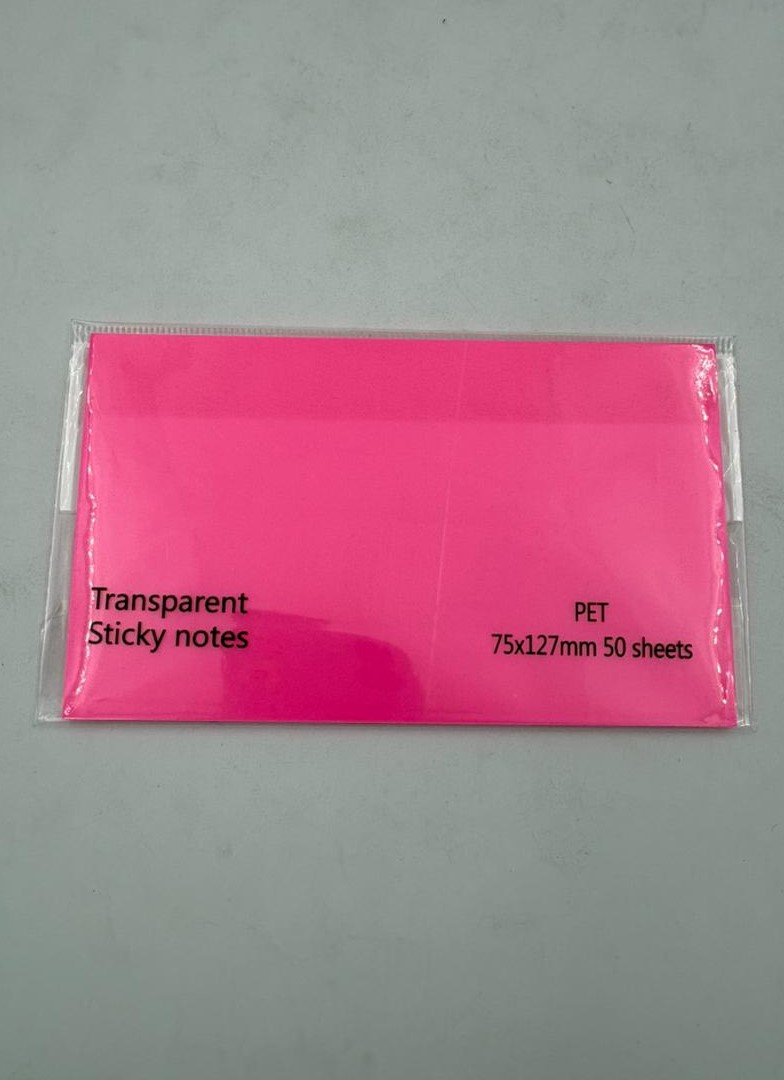 Transparent
Sticky notes
PET
75x127mm 50 sheets